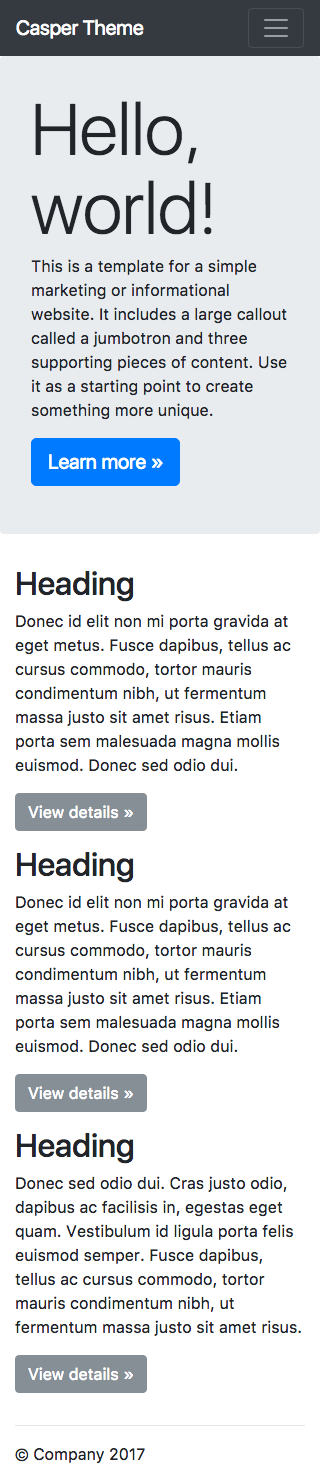 Casper Theme
Hello,
world!
This is a template for a simple
marketing or informational
website. It includes a large callout
called a jumbotron and three
supporting pieces of content. Use
it as a starting point to create
something more unique.
Learn more »
Heading
Donec id elit non mi porta gravida at
eget metus. Fusce dapibus, tellus ac
cursus commodo, tortor mauris
condimentum nibh, ut fermentum
massa justo sit amet risus. Etiam
porta sem malesuada magna mollis
euismod. Donec sed odio dui.
View details »
Heading
Donec id elit non mi porta gravida at
eget metus. Fusce dapibus, tellus ac
cursus commodo, tortor mauris
condimentum nibh, ut fermentum
massa justo sit amet risus. Etiam
porta sem malesuada magna mollis
euismod. Donec sed odio dui.
View details »
Heading
Donec sed odio dui. Cras justo odio,
dapibus ac facilisis in, egestas eget
quam. Vestibulum id ligula porta felis
euismod semper. Fusce dapibus,
tellus ac cursus commodo, tortor
mauris condimentum nibh, ut
fermentum massa justo sit amet risus.
View details »
© Company 2017